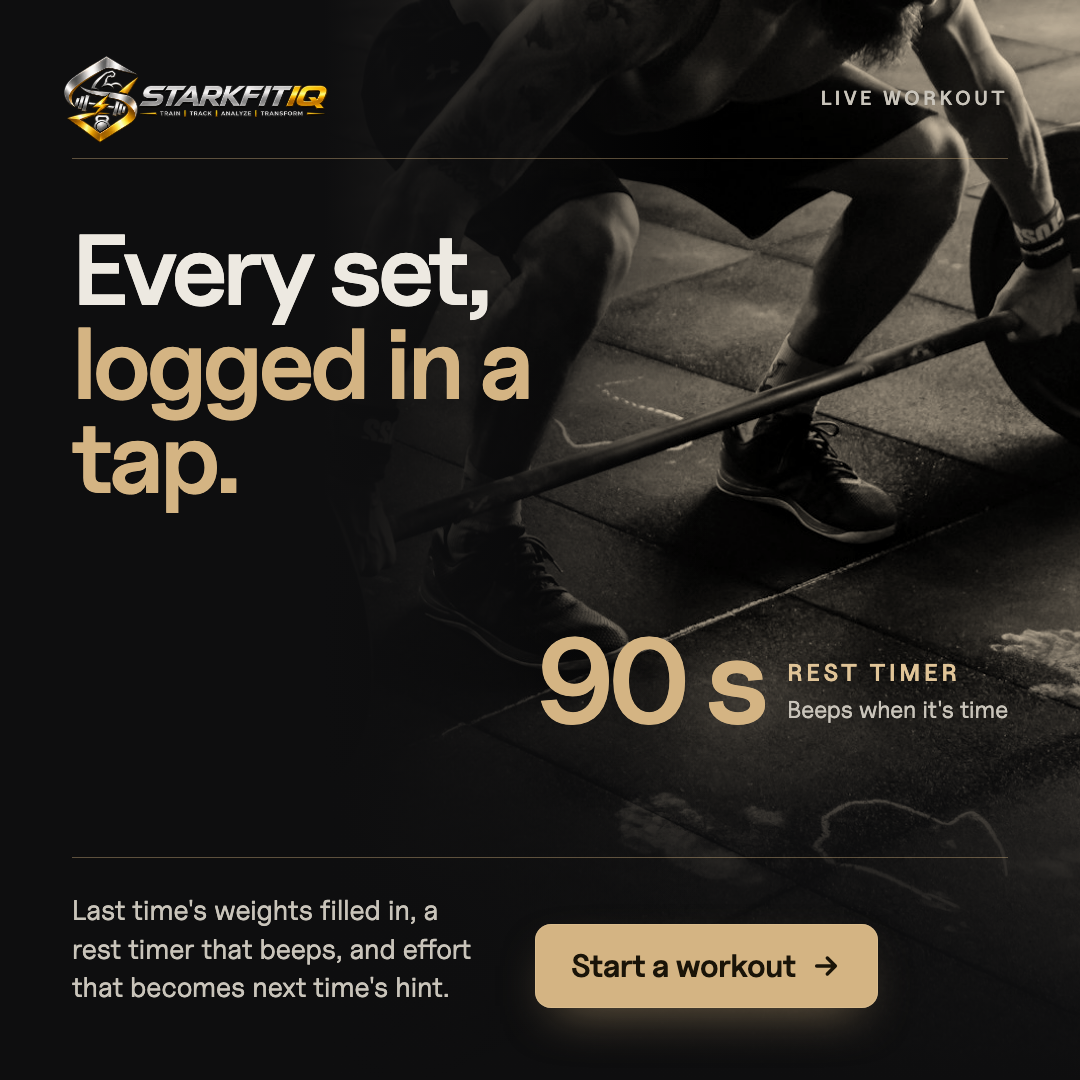 STARKFITIQ
TRAIN | TRACK | ANALYZE | TRANSFORM
LIVE WORKOUT
Every set,
logged in a
tap.
90 s
REST TIMER
Beeps when it's time
Last time's weights filled in, a
rest timer that beeps, and effort
that becomes next time's hint.
Start a workout →